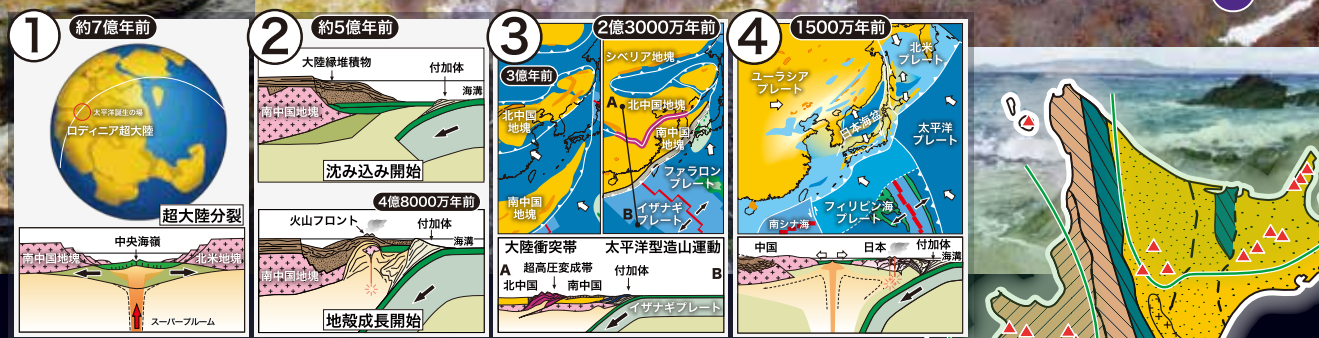 1
約7億年前
太平洋誕生の場
ロディニア超大陸
超大陸分裂
中央海嶺
南中国地塊
北米地塊
スーパープルーム
2
約5億年前
大陸縁堆積物
付加体
海溝
南中国地塊
沈み込み開始
4億8000万年前
火山フロント
付加体
海溝
南中国地塊
地殻成長開始
3
2億3000万年前
3億年前
北中国
地塊
南中国
地塊
シベリア地塊
A
北中国地塊
南中国
地塊
ファラロン
プレート
イザナギ
プレート
B
大陸衝突帯
太平洋型造山運動
A
超高圧変成帯
付加体
B
北中国
南中国
イザナギプレート
4
1500万年前
北米
プレート
ユーラシア
プレート
日本海盆
太平洋
プレート
フィリピン海
プレート
南シナ海
中国
日本
付加体
海溝